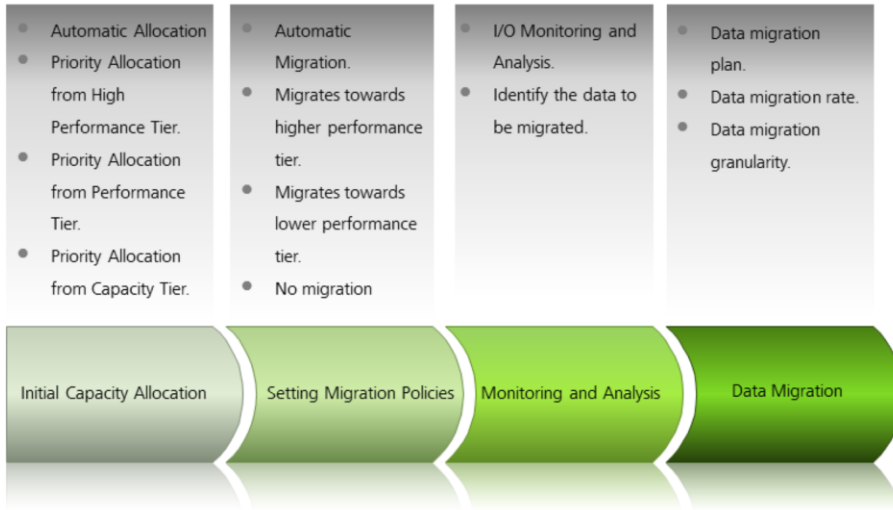 Automatic Allocation
Priority Allocation
from High
Performance Tier.
Priority Allocation
from Performance
Tier.
Priority Allocation
from Capacity Tier.
Automatic
Migration.
Migrates towards
higher performance
tier.
Migrates towards
lower performance
tier.
No migration
I/O Monitoring and
Analysis.
Identify the data to
be migrated.
Data migration
plan.
Data migration rate.
Data migration
granularity.
Initial Capacity Allocation
Setting Migration Policies
Monitoring and Analysis
Data Migration